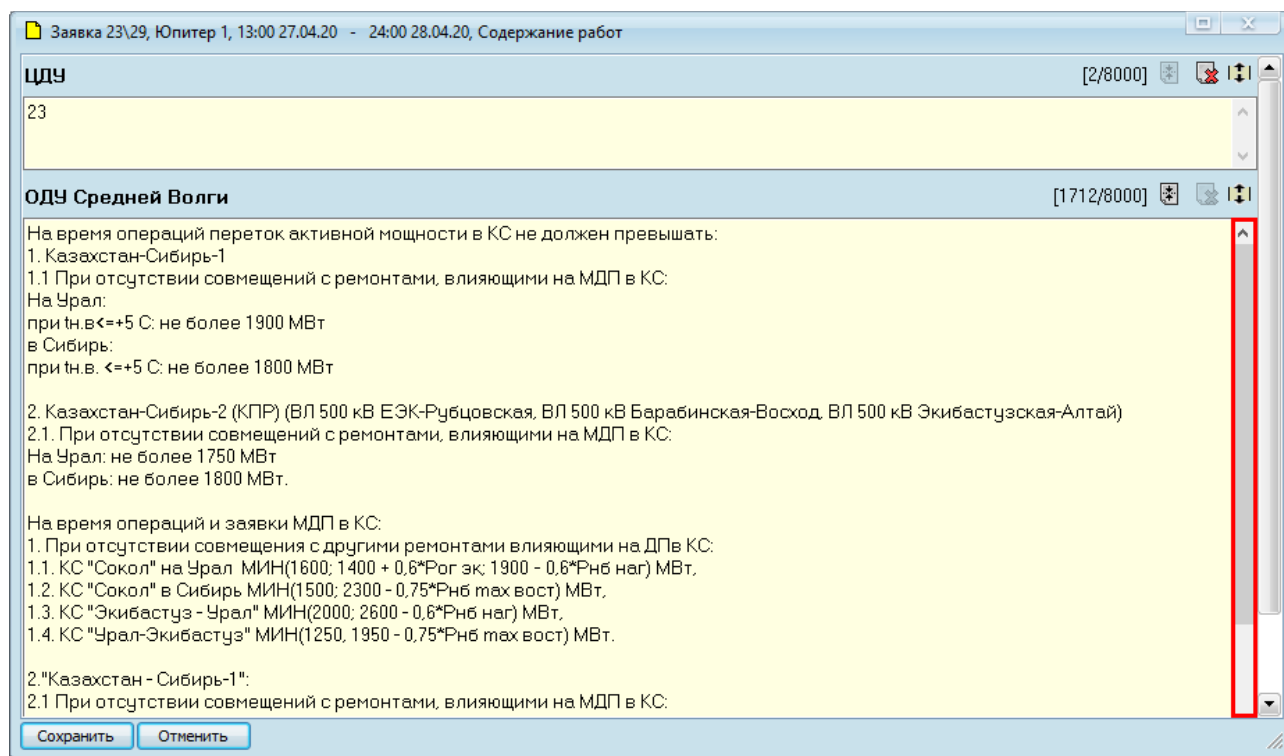 Заявка 23\29, Юпитер 1, 13:00 27.04.20 - 24:00 28.04.20, Содержание работ
ЦДУ [2/8000]
23
ОДУ Средней Волги [1712/8000]
На время операций переток активной мощности в КС не должен превышать:
1. Казахстан-Сибирь-1
1.1 При отсутствии совмещений с ремонтами, влияющими на МДП в КС:
На Урал:
при tн.в<=+5 С: не более 1900 МВт
в Сибирь:
при tн.в. <=+5 С: не более 1800 МВт
2. Казахстан-Сибирь-2 (КПР) (ВЛ 500 кВ ЕЭК-Рубцовская, ВЛ 500 кВ Барабинская-Восход, ВЛ 500 кВ Экибастузская-Алтай)
2.1. При отсутствии совмещений с ремонтами, влияющими на МДП в КС:
На Урал: не более 1750 МВт
в Сибирь: не более 1800 МВт.
На время операций и заявки МДП в КС:
1. При отсутствии совмещения с другими ремонтами влияющими на ДПв КС:
1.1. КС "Сокол" на Урал МИН(1600; 1400 + 0,6*Рог эк; 1900 - 0,6*Рнб наг) МВт,
1.2. КС "Сокол" в Сибирь МИН(1500; 2300 - 0,75*Рнб max вост) МВт,
1.3. КС "Экибастуз - Урал" МИН(2000; 2600 - 0,6*Рнб наг) МВт,
1.4. КС "Урал-Экибастуз" МИН(1250, 1950 - 0,75*Рнб max вост) МВт.
2."Казахстан - Сибирь-1":
2.1 При отсутствии совмещений с ремонтами, влияющими на МДП в КС:
Сохранить Отменить